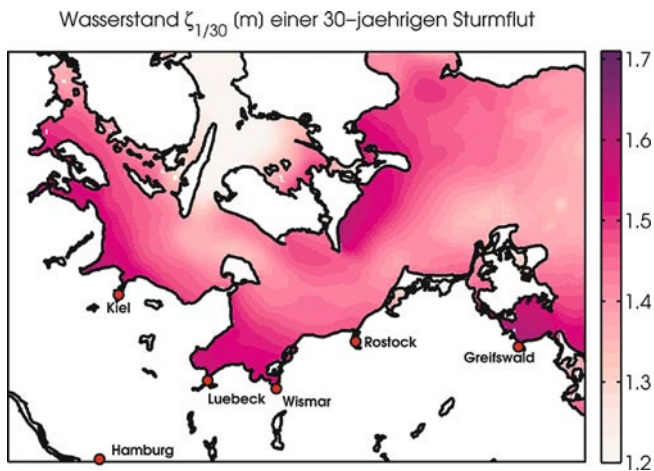 Wasserstand ζ1/30 (m) einer 30-jaehrigen Sturmflut
1.7
1.6
1.5
1.4
1.3
1.2
Kiel
Rostock
Greifswald
Luebeck
Wismar
Hamburg